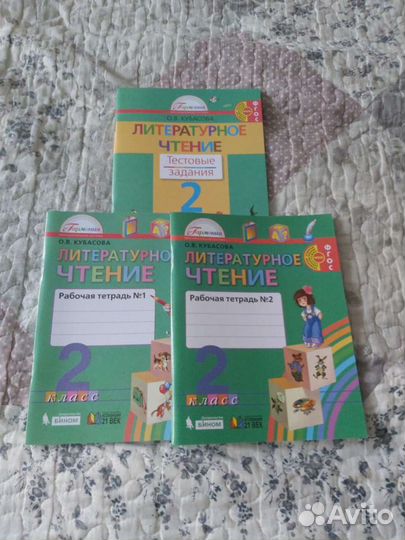 Гармония
О.В. КУБАСОВА
ФГОС
ЛИТЕРАТУРНОЕ
ЧТЕНИЕ
Тестовые
задания
2
Гармония
О.В. КУБАСОВА
ЛИТЕРАТУРНОЕ
ЧТЕНИЕ
Рабочая тетрадь №1
2
класс
БИНОМ
21 ВЕК
Гармония
О.В. КУБАСОВА
ФГОС
ЛИТЕРАТУРНОЕ
ЧТЕНИЕ
Рабочая тетрадь №2
2
класс
БИНОМ
21 ВЕК
Avito